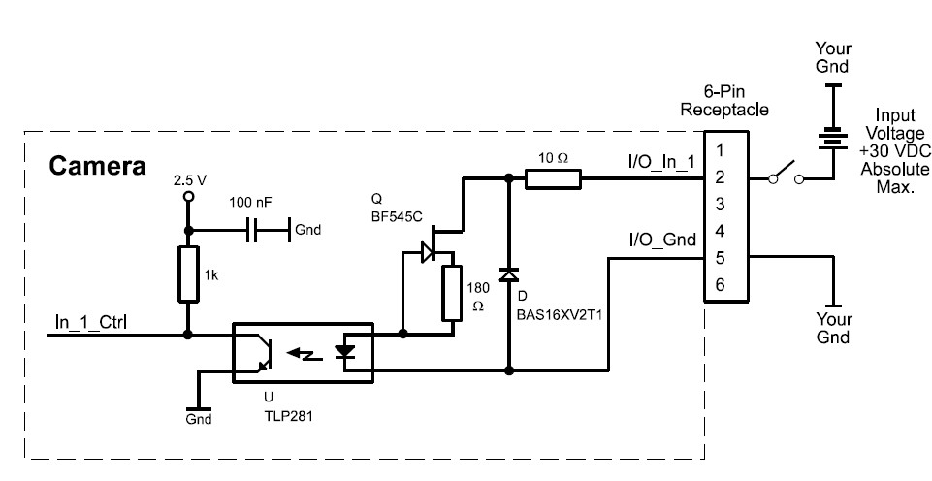 Your
Gnd
6-Pin
Receptacle
Input
Voltage
+30 VDC
Absolute
Max.
Camera
1
10 Ω
I/O_In_1
2
2.5 V
100 nF
Gnd
Q
BF545C
3
4
I/O_Gnd
5
6
1k
180
Ω
D
BAS16XV2T1
In_1_Ctrl
Your
Gnd
U
TLP281
Gnd